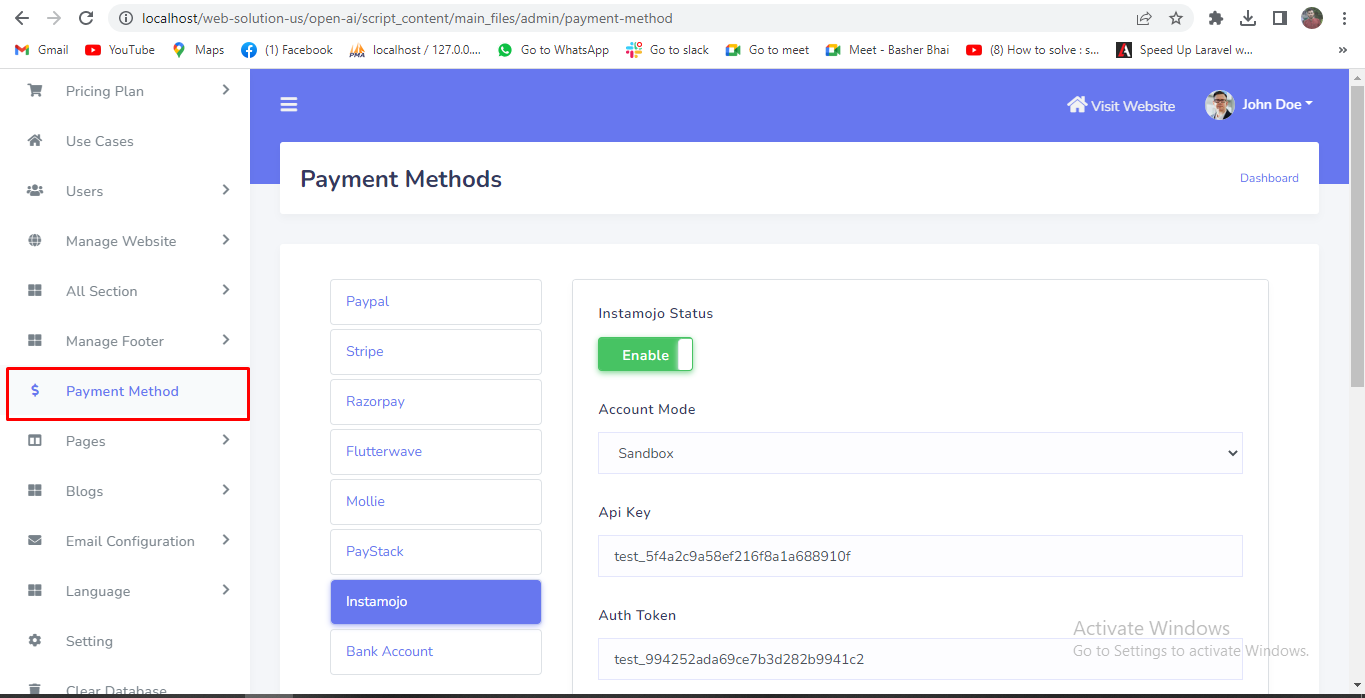 localhost/web-solution-us/open-ai/script_content/main_files/admin/payment-method
Gmail YouTube Maps (1) Facebook localhost / 127.0.0.... Go to WhatsApp Go to slack Go to meet Meet - Basher Bhai (8) How to solve : s... Speed Up Laravel w... »
Pricing Plan
Use Cases
Users
Manage Website
All Section
Manage Footer
Payment Method
Pages
Blogs
Email Configuration
Language
Setting
Clear Database
Visit Website John Doe
Payment Methods Dashboard
Paypal
Stripe
Razorpay
Flutterwave
Mollie
PayStack
Instamojo
Bank Account
Instamojo Status
Enable
Account Mode
Sandbox
Api Key
test_5f4a2c9a58ef216f8a1a688910f
Auth Token
test_994252ada69ce7b3d282b9941c2
Activate Windows
Go to Settings to activate Windows.